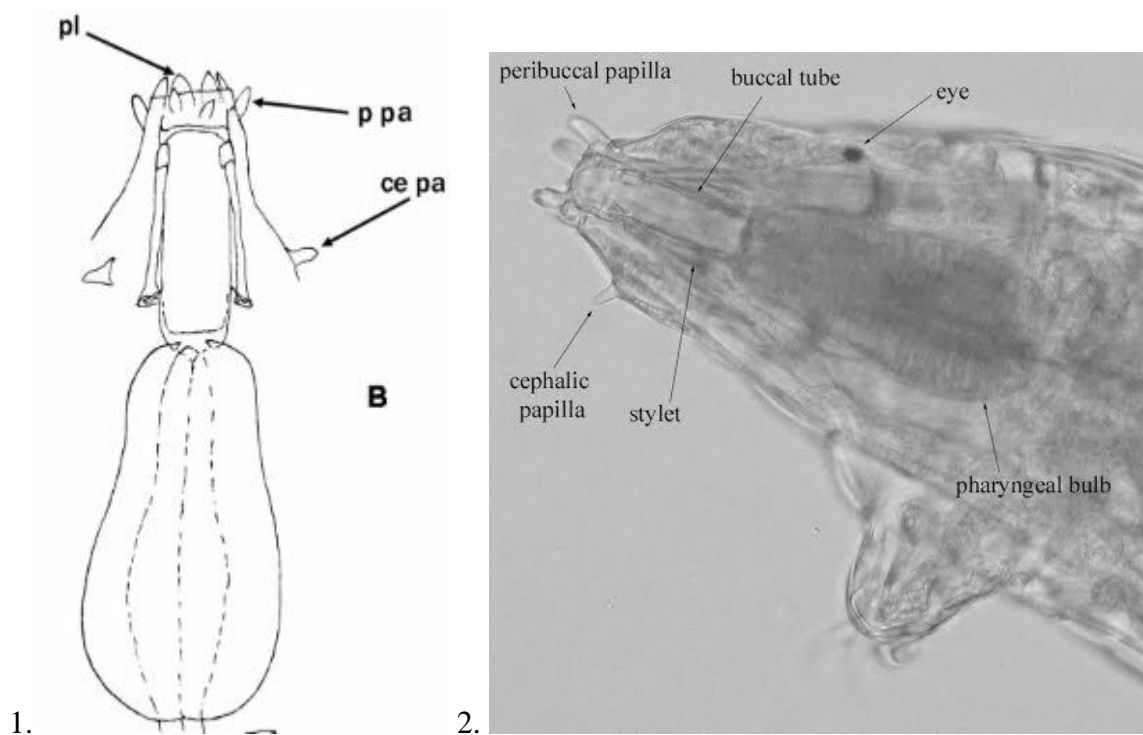 pl
p pa
ce pa
B
1.
peribuccal papilla
buccal tube
eye
cephalic
papilla
stylet
pharyngeal bulb
2.